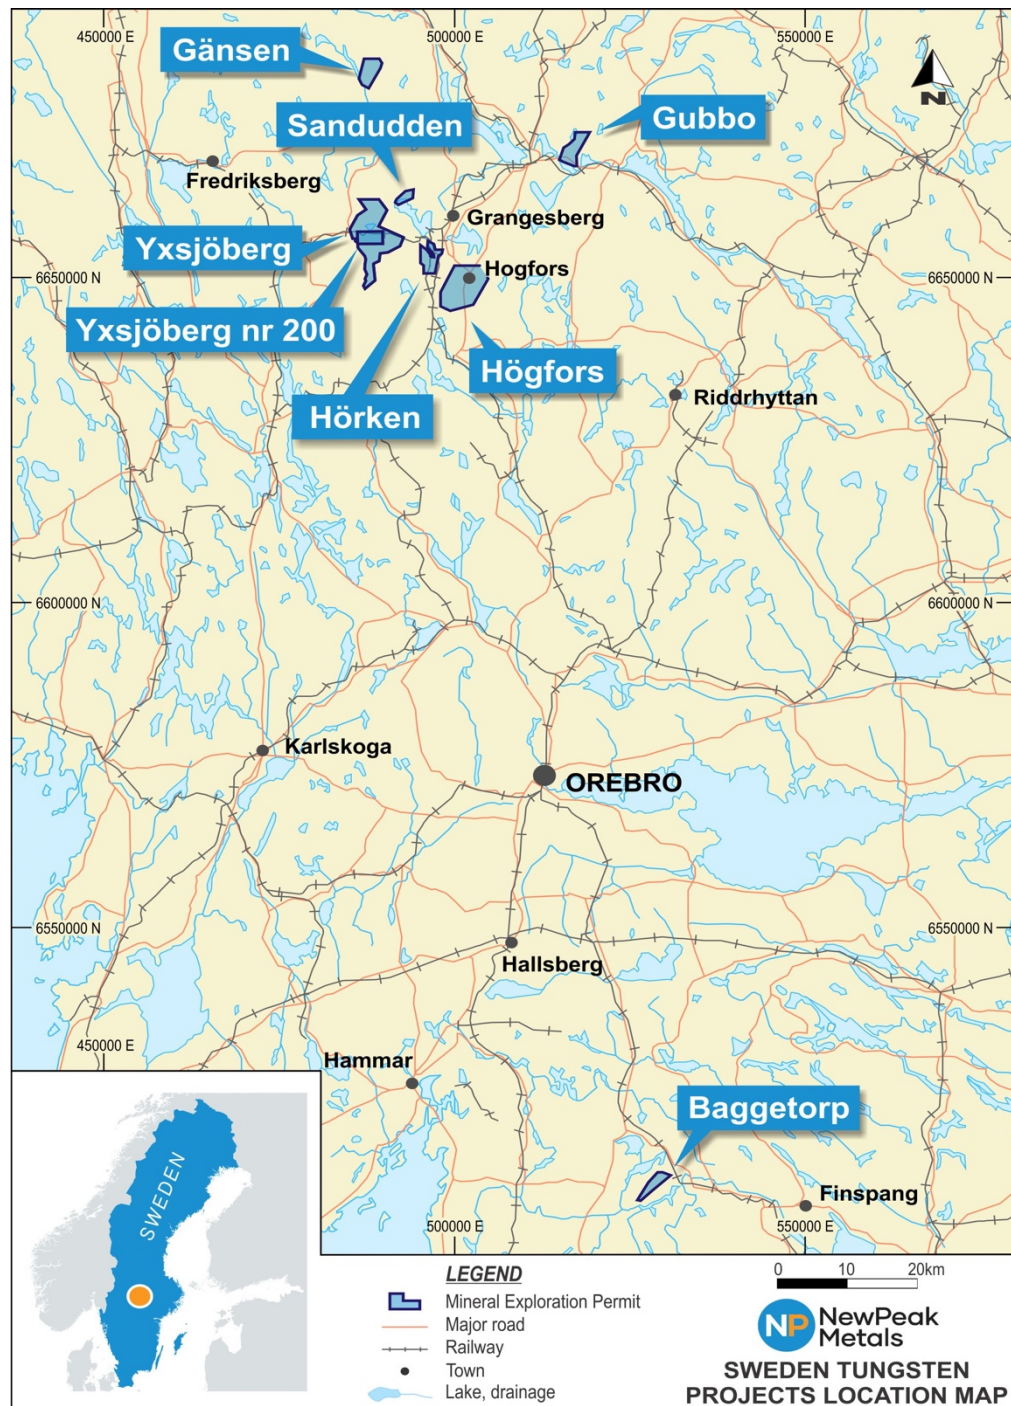 450000 E
500000 E
550000 E
Gänsen
N
Sandudden
Gubbo
Fredriksberg
Grangesberg
Yxsjöberg
Hogfors
6650000 N
6650000 N
Yxsjöberg nr 200
Högfors
Hörken
Riddrhyttan
6600000 N
6600000 N
Karlskoga
OREBRO
6550000 N
6550000 N
Hallsberg
450000 E
Hammar
Baggetorp
SWEDEN
Finspang
500000 E
550000 E
LEGEND
Mineral Exploration Permit
Major road
Railway
Town
Lake, drainage
0 10 20km
NP NewPeak
Metals
SWEDEN TUNGSTEN
PROJECTS LOCATION MAP